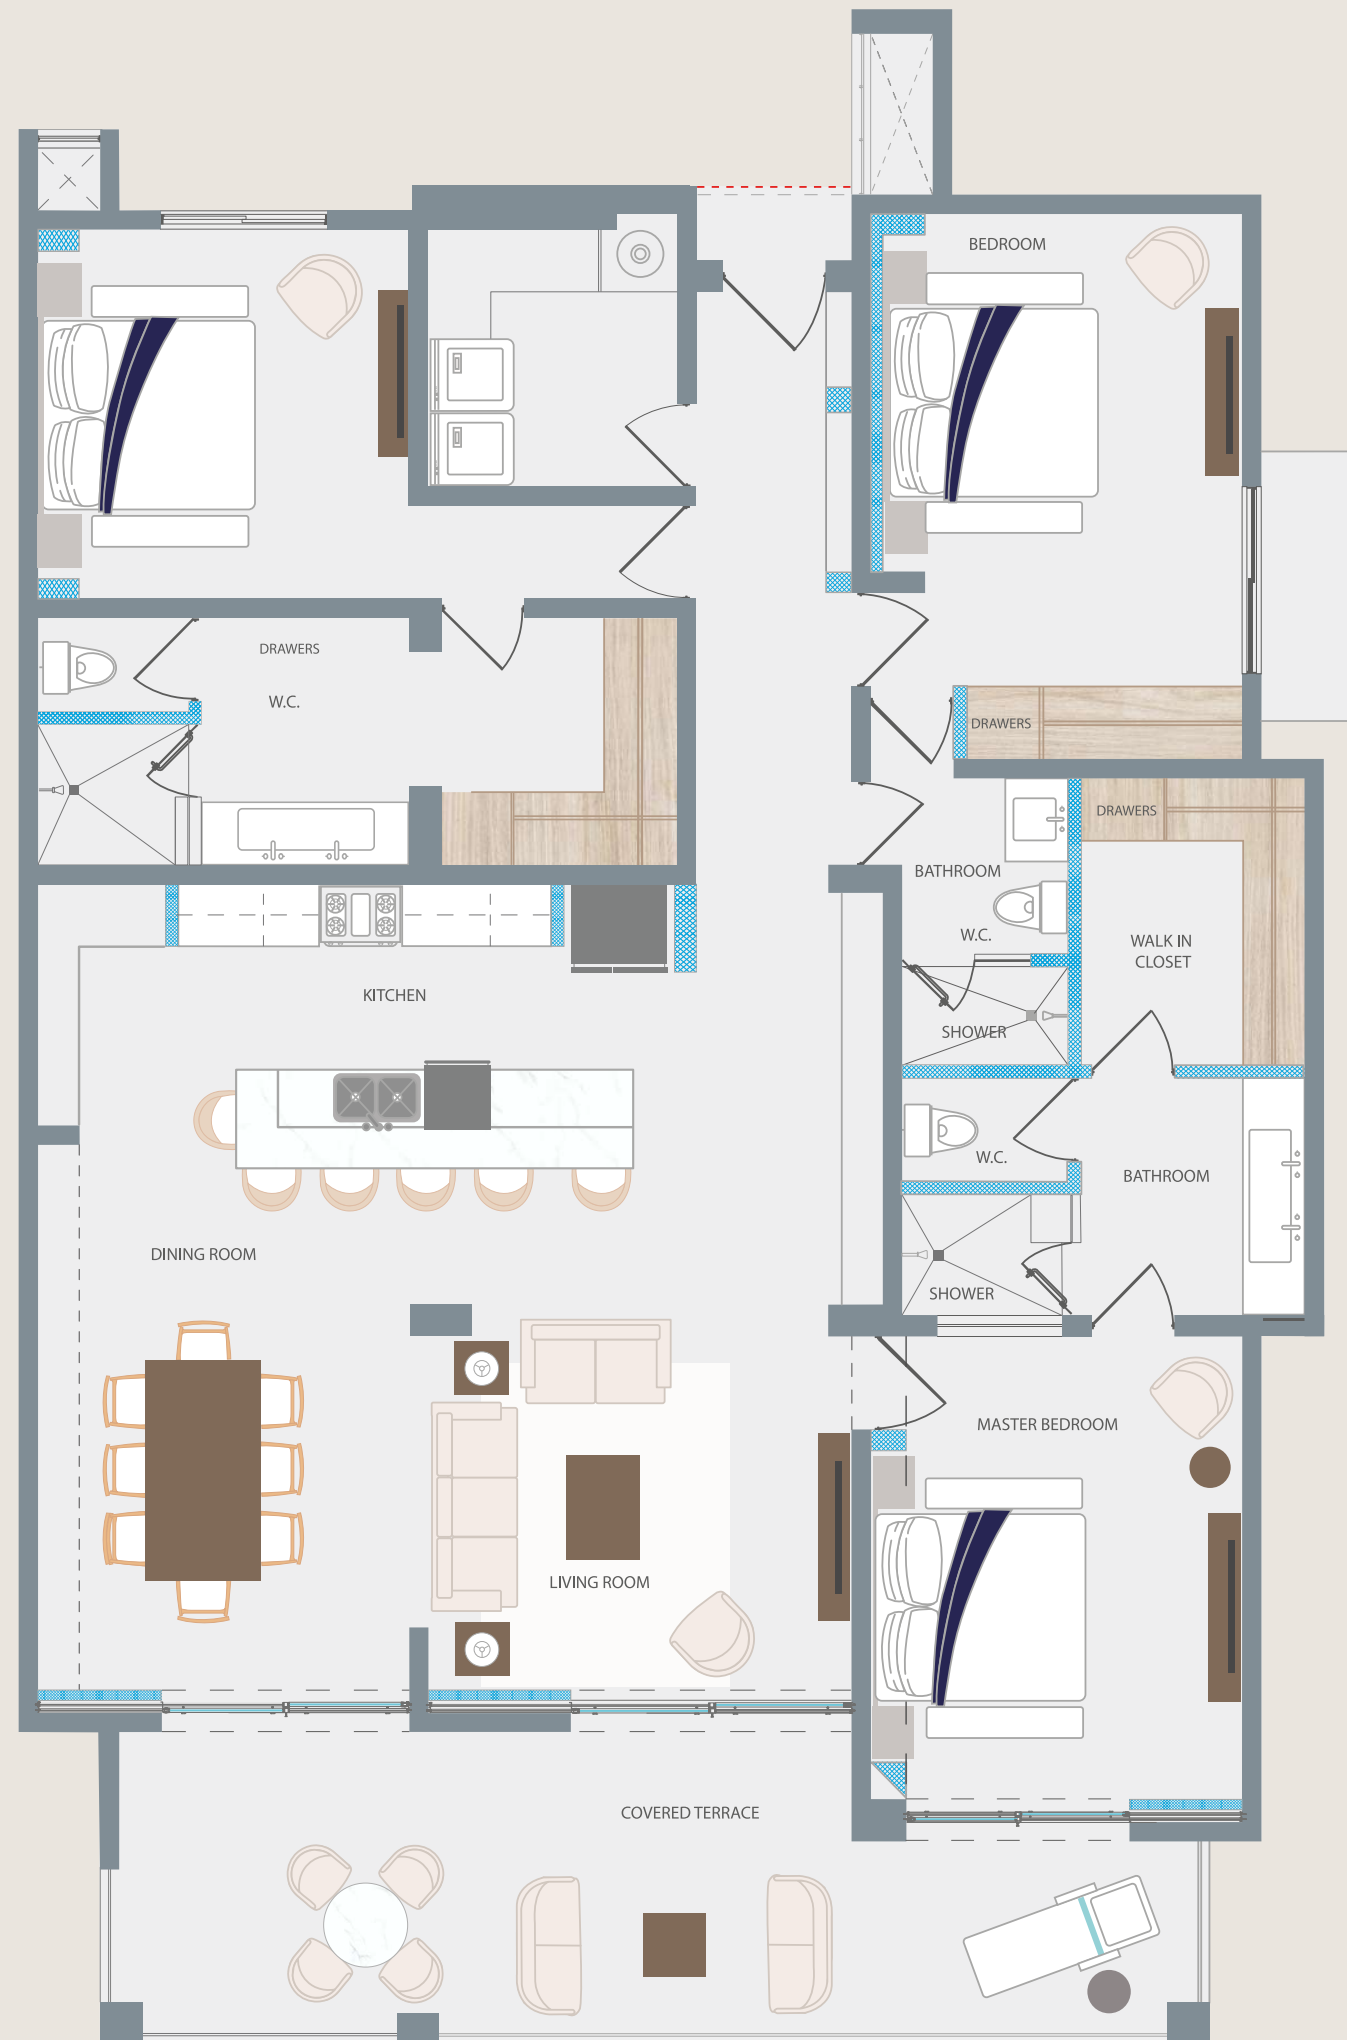 BEDROOM
DRAWERS
W.C.
DRAWERS
DRAWERS
BATHROOM
W.C.
WALK IN
CLOSET
KITCHEN
SHOWER
W.C.
BATHROOM
DINING ROOM
SHOWER
MASTER BEDROOM
LIVING ROOM
COVERED TERRACE